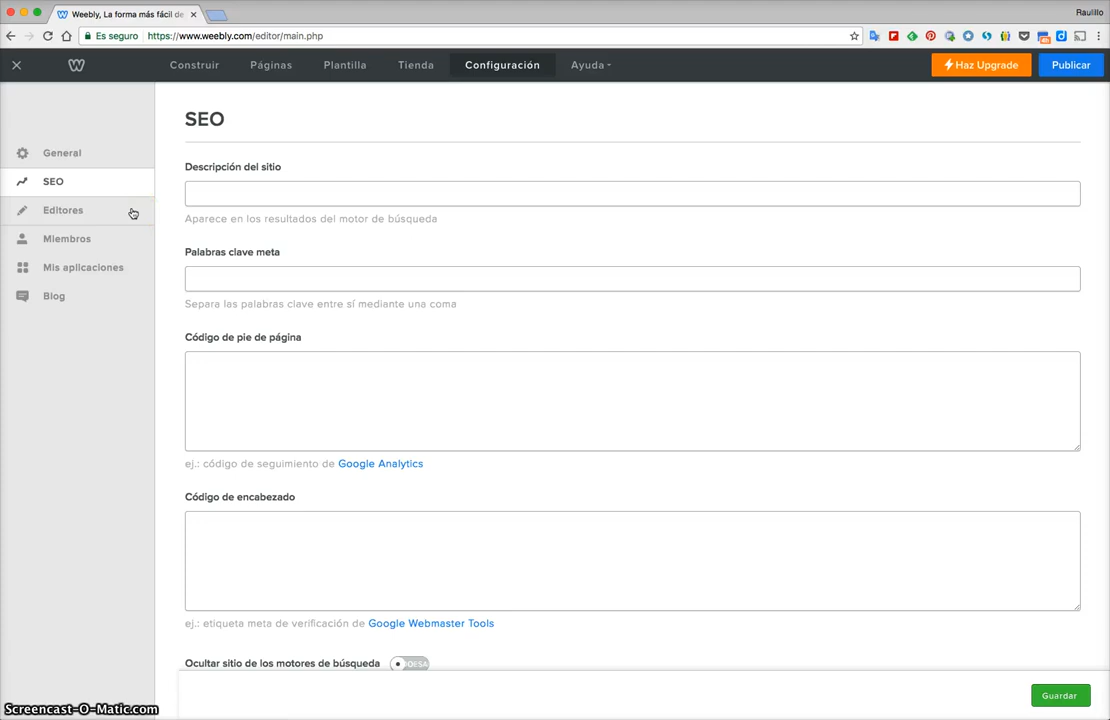 Weebly, La forma más fácil de
Raulillo
Es seguro https://www.weebly.com/editor/main.php
Construir Páginas Plantilla Tienda Configuración Ayuda Haz Upgrade Publicar
SEO
General
SEO
Editores
Miembros
Mis aplicaciones
Blog
Descripción del sitio
Aparece en los resultados del motor de búsqueda
Palabras clave meta
Separa las palabras clave entre sí mediante una coma
Código de pie de página
ej.: código de seguimiento de Google Analytics
Código de encabezado
ej.: etiqueta meta de verificación de Google Webmaster Tools
Ocultar sitio de los motores de búsqueda
Guardar
Screencast-O-Matic.com